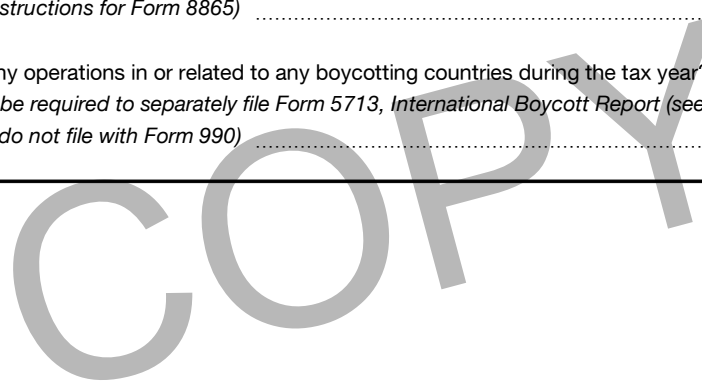 structions for Form 8865)
ny operations in or related to any boycotting countries during the tax year?
be required to separately file Form 5713, International Boycott Report (see
do not file with Form 990)
COPY